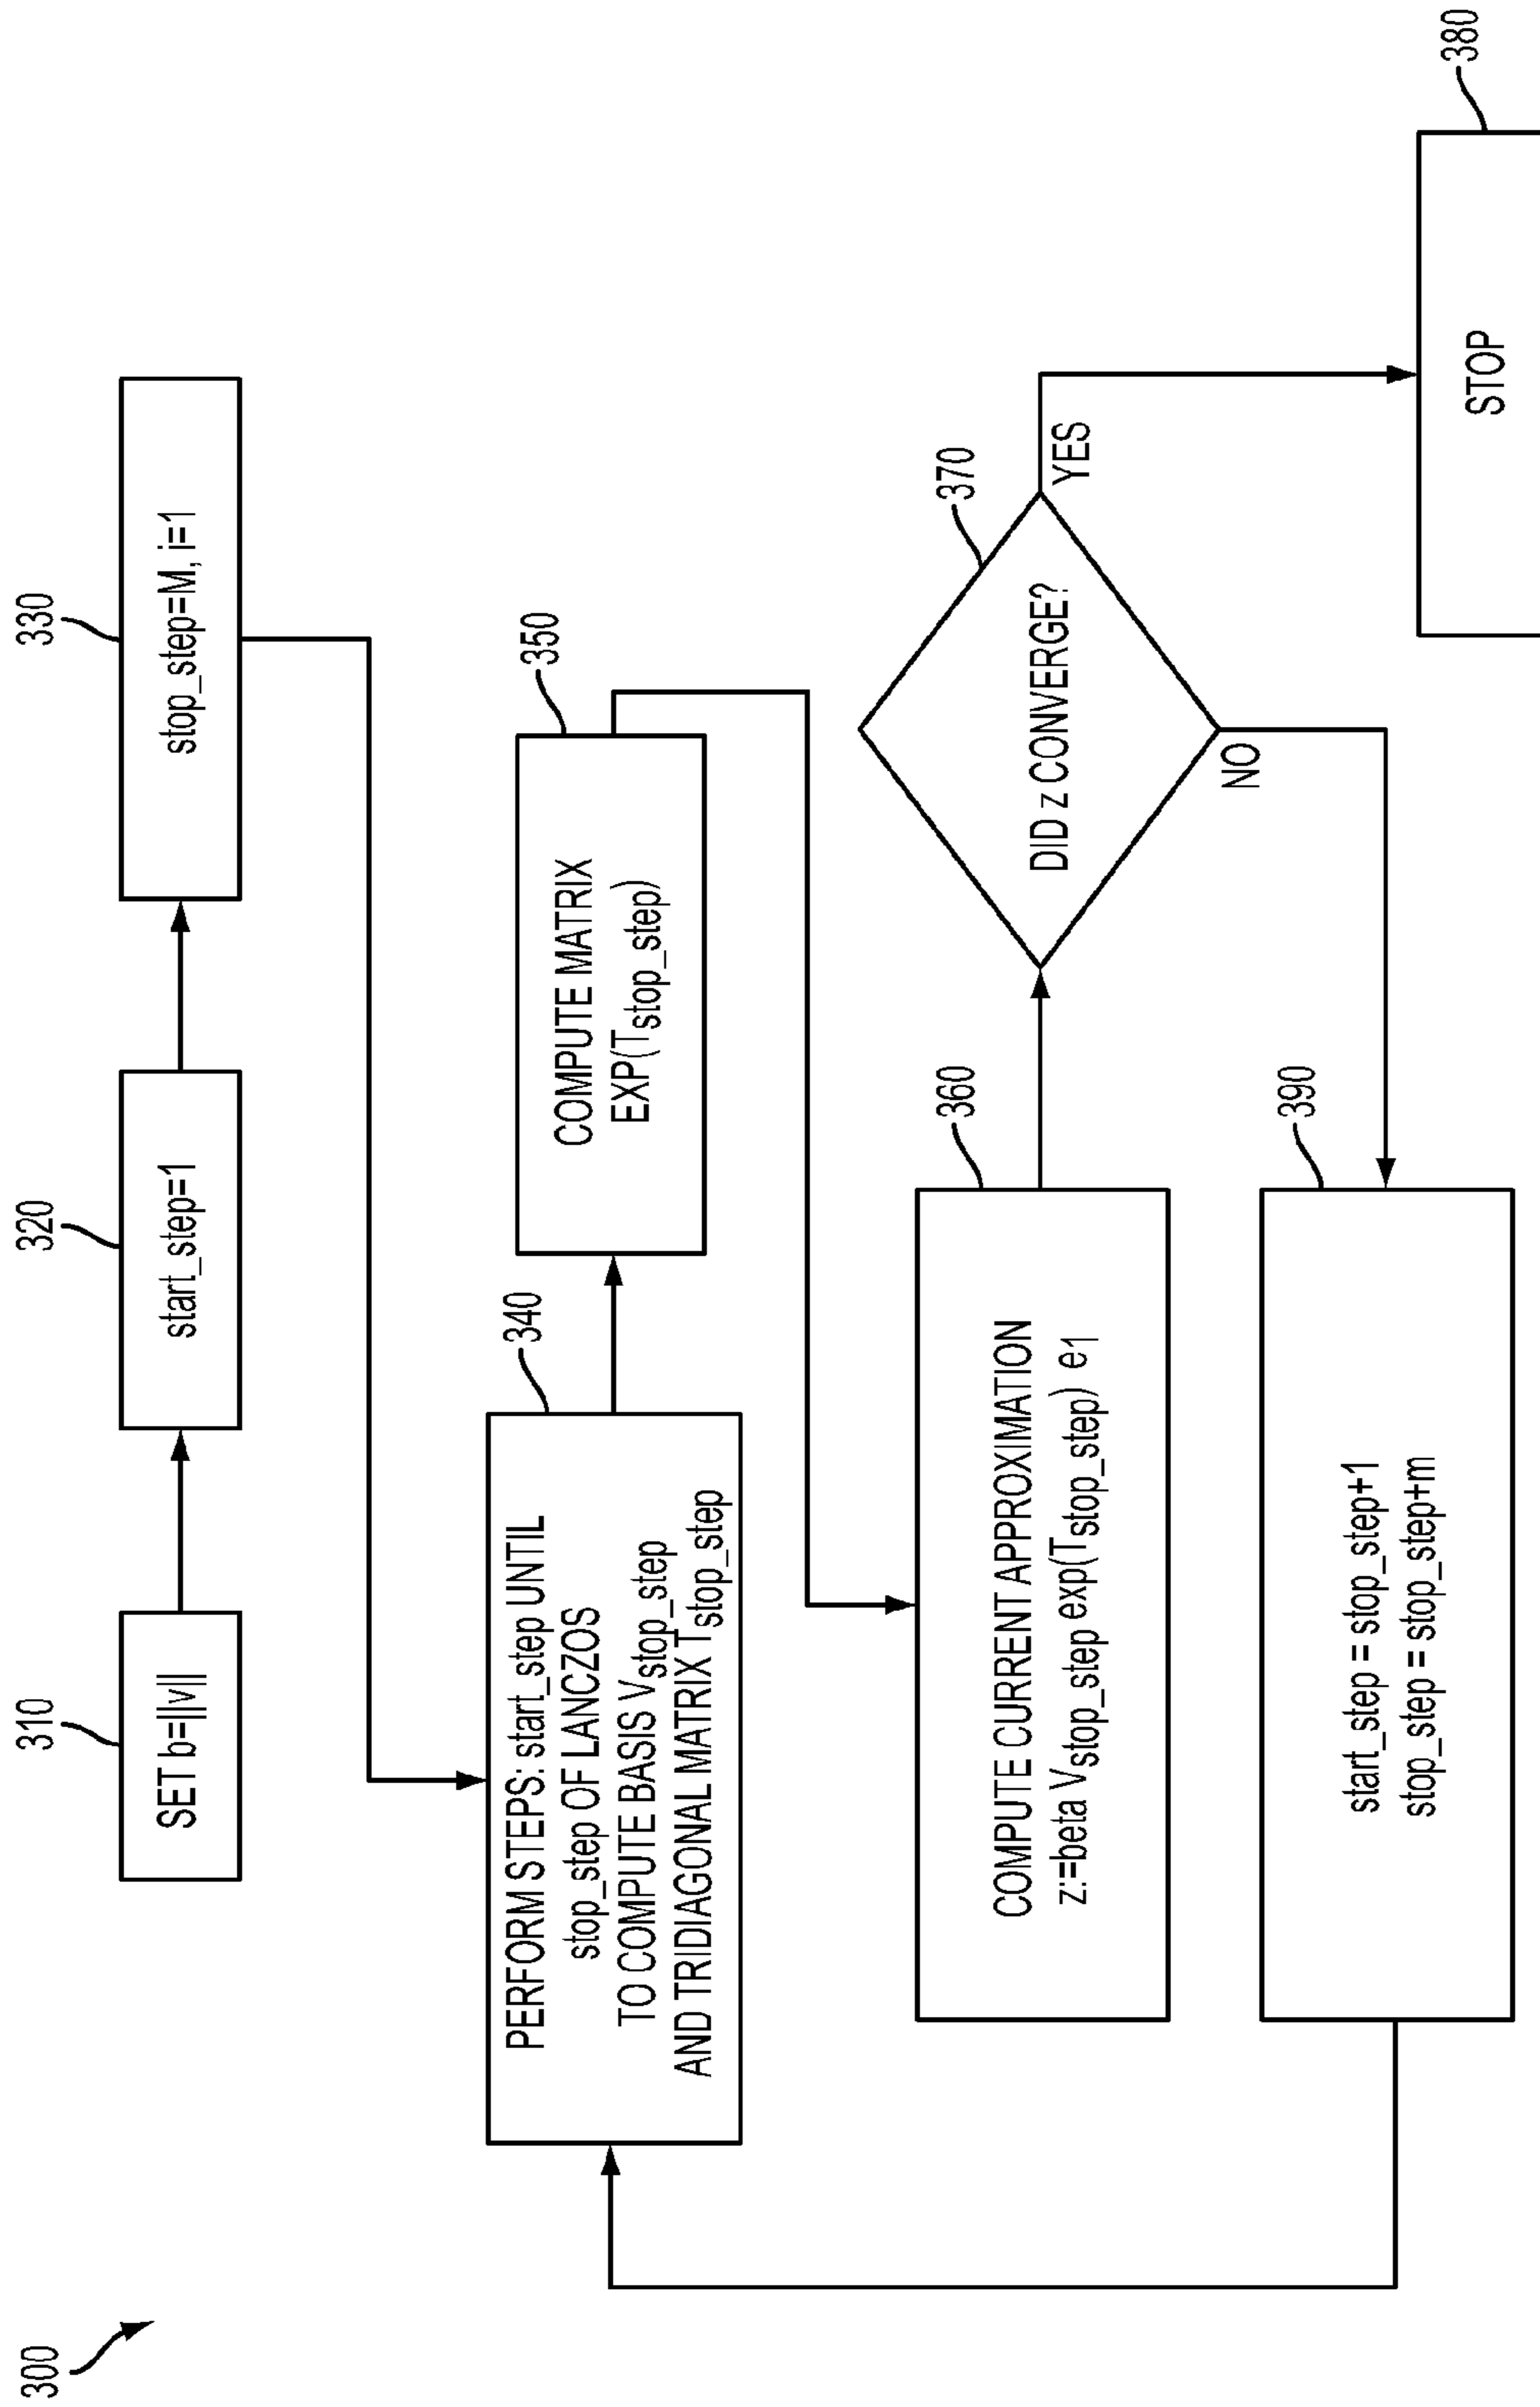 300
310
SET b=||v||
320
start_step=1
330
stop_step=M, i=1
340
PERFORM STEPS: start_step UNTIL
stop_step OF LANCZOS
TO COMPUTE BASIS Vstop_step
AND TRIDIAGONAL MATRIX Tstop_step
350
COMPUTE MATRIX
EXP(Tstop_step)
360
COMPUTE CURRENT APPROXIMATION
z:=beta Vstop_step exp(Tstop_step) e1
370
DID z CONVERGE?
YES
NO
380
STOP
390
start_step = stop_step+1
stop_step = stop_step+m